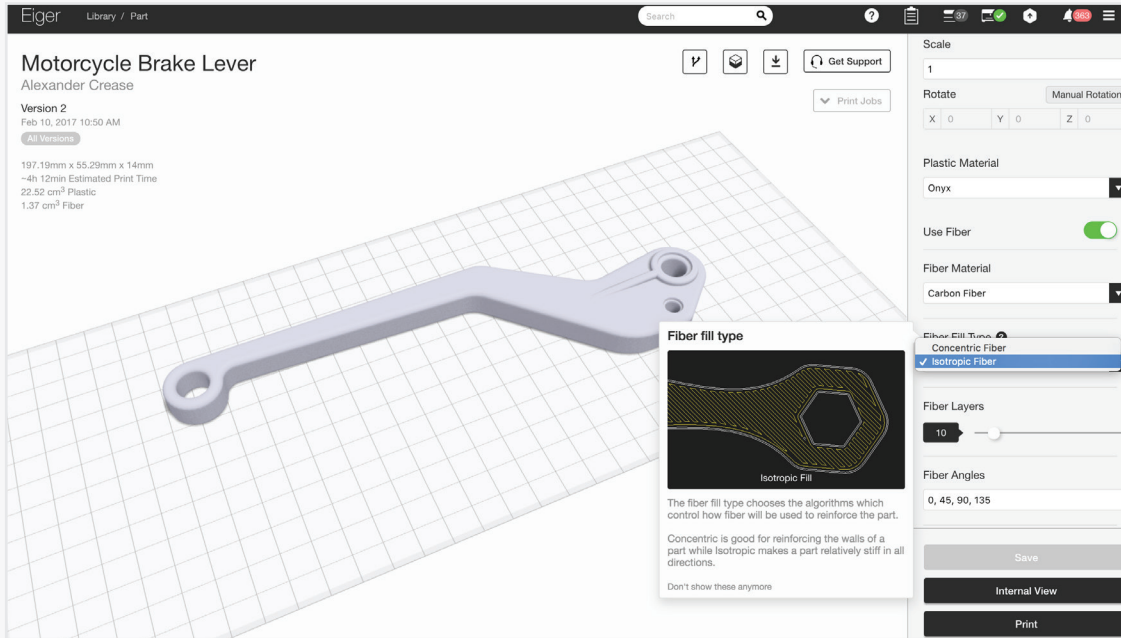 Eiger
Library / Part
Search
37
363
Motorcycle Brake Lever
Alexander Crease
Version 2
Feb 10, 2017 10:50 AM
All Versions
197.19mm x 55.29mm x 14mm
~4h 12min Estimated Print Time
22.52 cm³ Plastic
1.37 cm³ Fiber
Get Support
Print Jobs
Fiber fill type
Isotropic Fill
The fiber fill type chooses the algorithms which
control how fiber will be used to reinforce the part.
Concentric is good for reinforcing the walls of a
part while Isotropic makes a part relatively stiff in all
directions.
Don't show these anymore
Scale
1
Rotate
Manual Rotation
X 0 Y 0 Z 0
Plastic Material
Onyx
Use Fiber
Fiber Material
Carbon Fiber
Fiber Fill Type
Concentric Fiber
✓ Isotropic Fiber
Fiber Layers
10
Fiber Angles
0, 45, 90, 135
Save
Internal View
Print